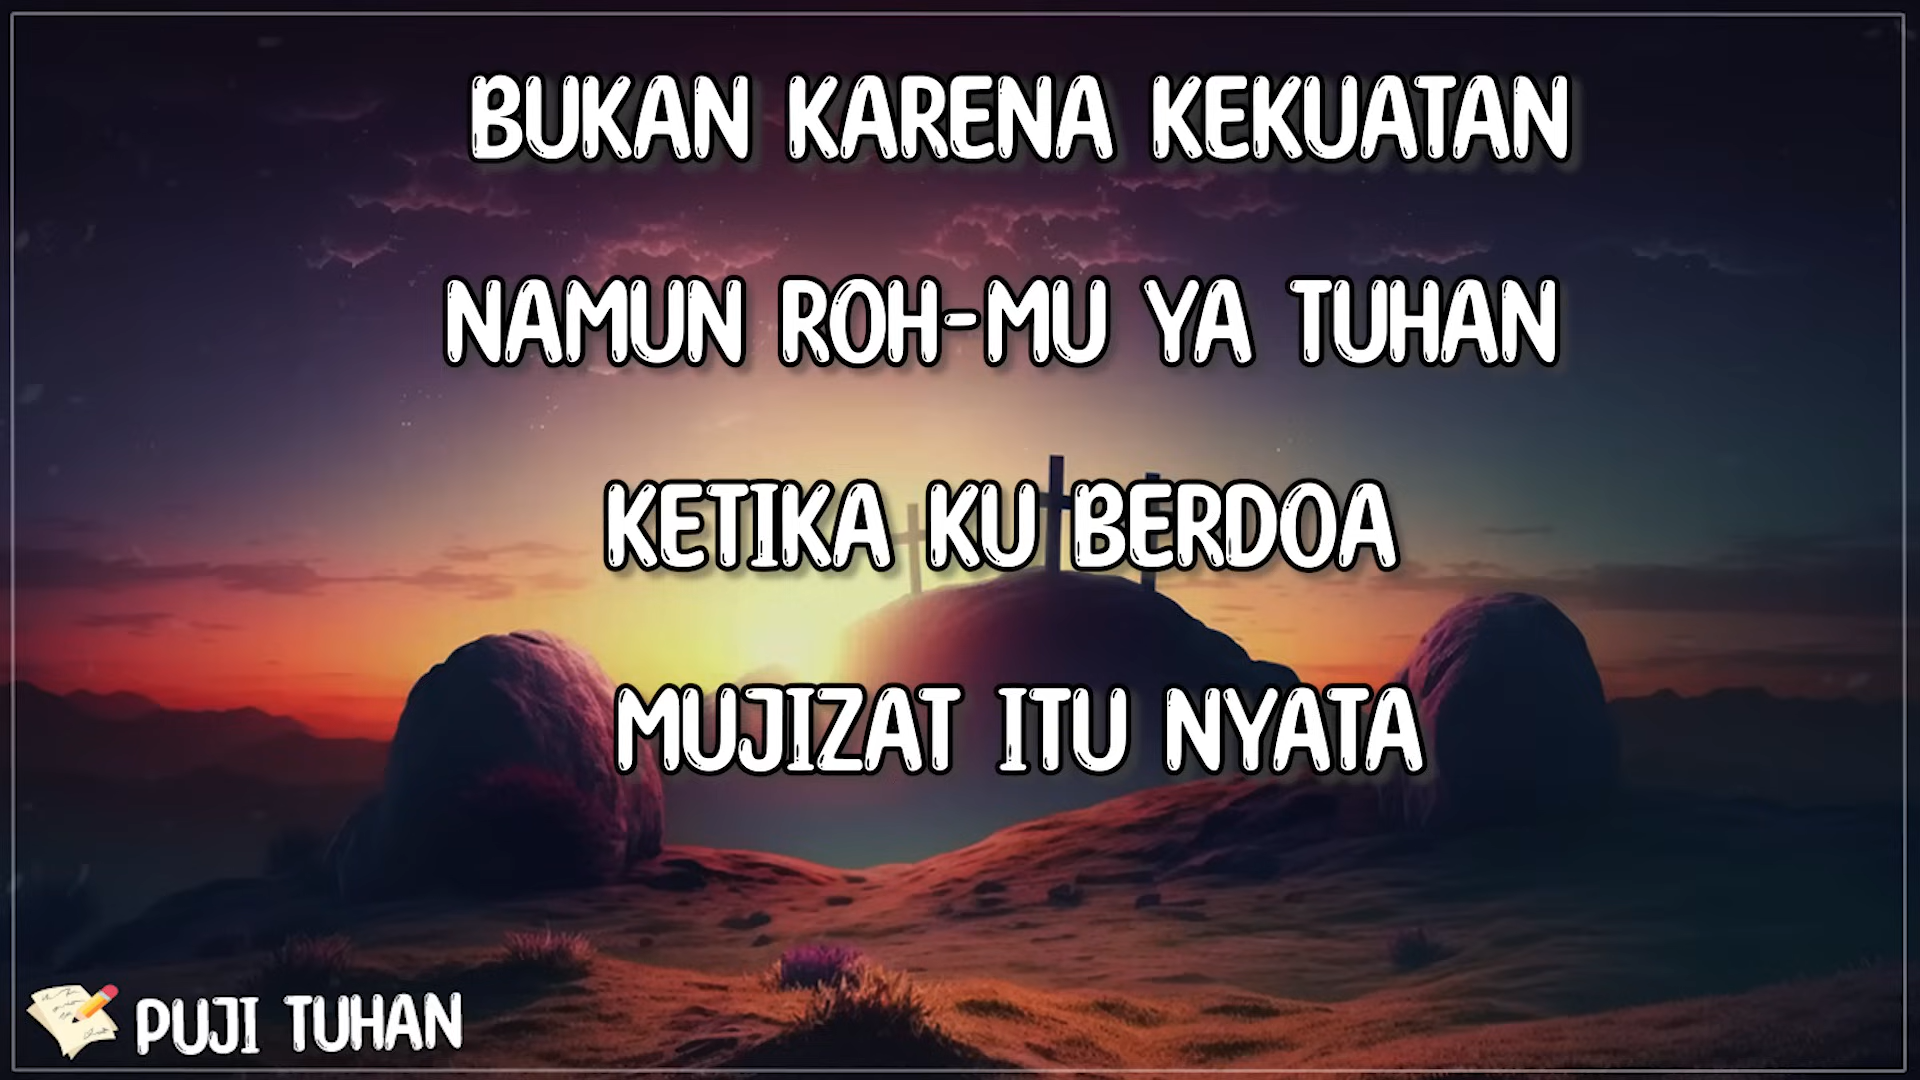 BUKAN KARENA KEKUATAN
NAMUN ROH-MU YA TUHAN
KETIKA KU BERDOA
MUJIZAT ITU NYATA
PUJI TUHAN